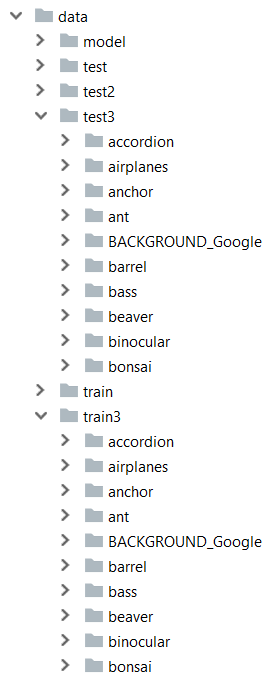 data
model
test
test2
test3
accordion
airplanes
anchor
ant
BACKGROUND_Google
barrel
bass
beaver
binocular
bonsai
train
train3
accordion
airplanes
anchor
ant
BACKGROUND_Google
barrel
bass
beaver
binocular
bonsai